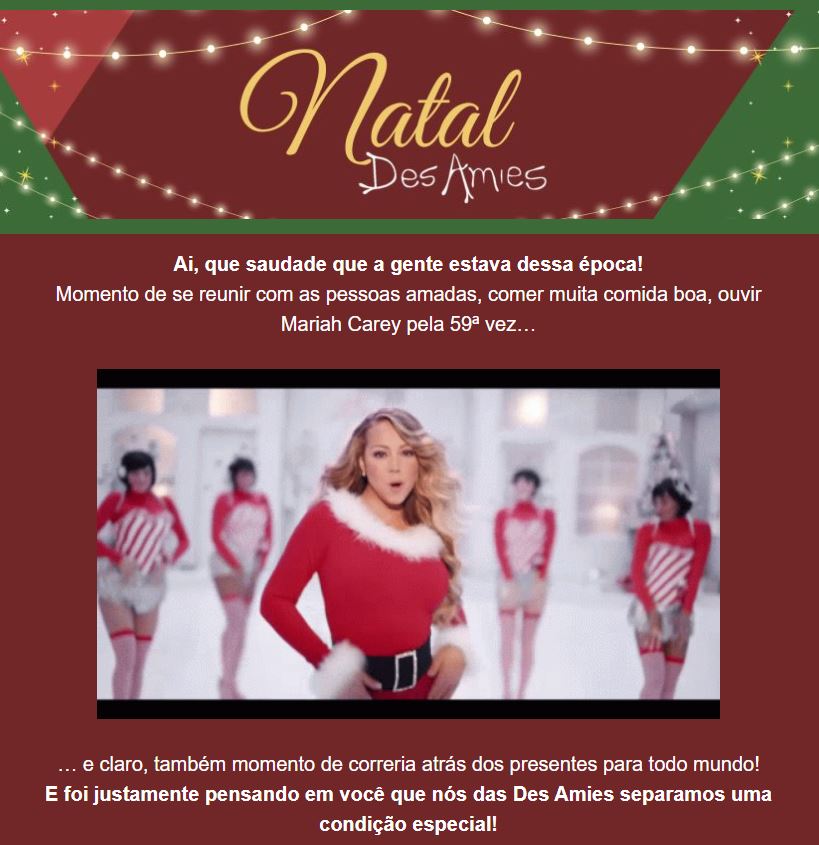 Natal
Des Amies
Ai, que saudade que a gente estava dessa época!
Momento de se reunir com as pessoas amadas, comer muita comida boa, ouvir
Mariah Carey pela 59ª vez…
… e claro, também momento de correria atrás dos presentes para todo mundo!
E foi justamente pensando em você que nós das Des Amies separamos uma
condição especial!